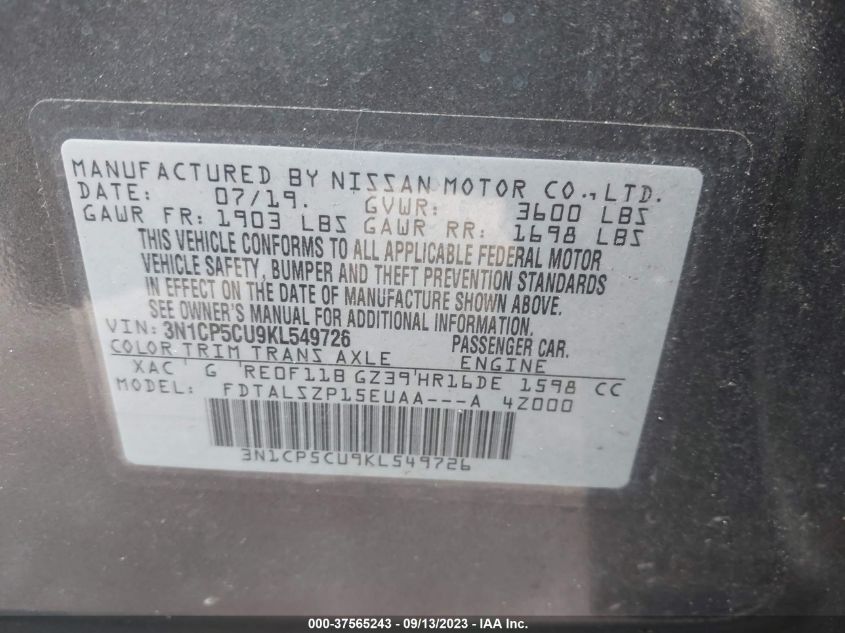 MANUFACTURED BY NISSAN MOTOR CO., LTD.
DATE: 07/19. GVWR: 3600 LBS
GAWR FR: 1903 LBS GAWR RR: 1698 LBS
THIS VEHICLE CONFORMS TO ALL APPLICABLE FEDERAL MOTOR
VEHICLE SAFETY, BUMPER AND THEFT PREVENTION STANDARDS
IN EFFECT ON THE DATE OF MANUFACTURE SHOWN ABOVE.
SEE OWNER'S MANUAL FOR ADDITIONAL INFORMATION.
VIN: 3N1CP5CU9KL549726 PASSENGER CAR.
COLOR TRIM TRANS AXLE ENGINE
XAC G RE0F11B GZ39 HR16DE 1598 CC
MODEL: FDTALSZP15EUAA---A 4Z000
3N1CP5CU9KL549726
000-37565243 - 09/13/2023 - IAA Inc.